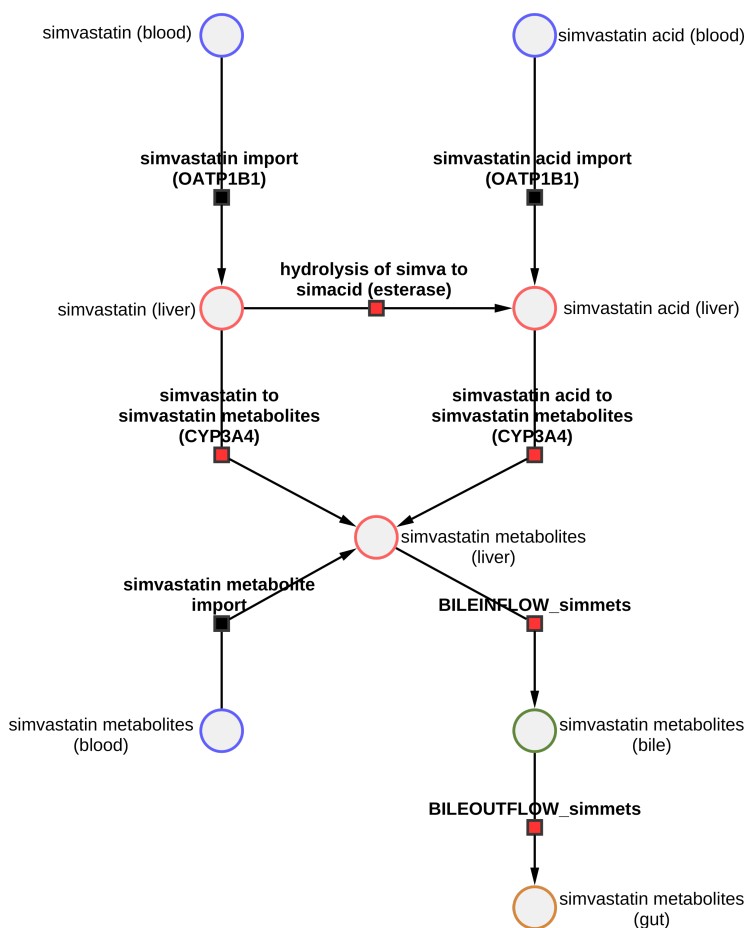 simvastatin (blood)
simvastatin acid (blood)
simvastatin import
(OATP1B1)
simvastatin acid import
(OATP1B1)
hydrolysis of simva to
simacid (esterase)
simvastatin (liver)
simvastatin acid (liver)
simvastatin to
simvastatin metabolites
(CYP3A4)
simvastatin acid to
simvastatin metabolites
(CYP3A4)
simvastatin metabolites
(liver)
simvastatin metabolite
import
BILEINFLOW_simmets
simvastatin metabolites
(blood)
simvastatin metabolites
(bile)
BILEOUTFLOW_simmets
simvastatin metabolites
(gut)